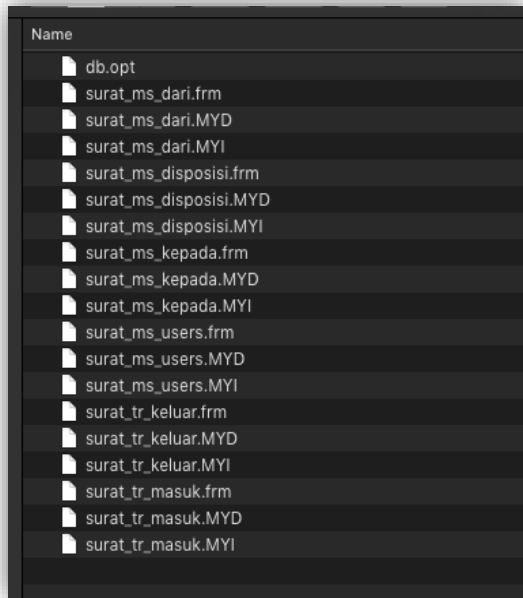 Name
db.opt
surat_ms_dari.frm
surat_ms_dari.MYD
surat_ms_dari.MYI
surat_ms_disposisi.frm
surat_ms_disposisi.MYD
surat_ms_disposisi.MYI
surat_ms_kepada.frm
surat_ms_kepada.MYD
surat_ms_kepada.MYI
surat_ms_users.frm
surat_ms_users.MYD
surat_ms_users.MYI
surat_tr_keluar.frm
surat_tr_keluar.MYD
surat_tr_keluar.MYI
surat_tr_masuk.frm
surat_tr_masuk.MYD
surat_tr_masuk.MYI